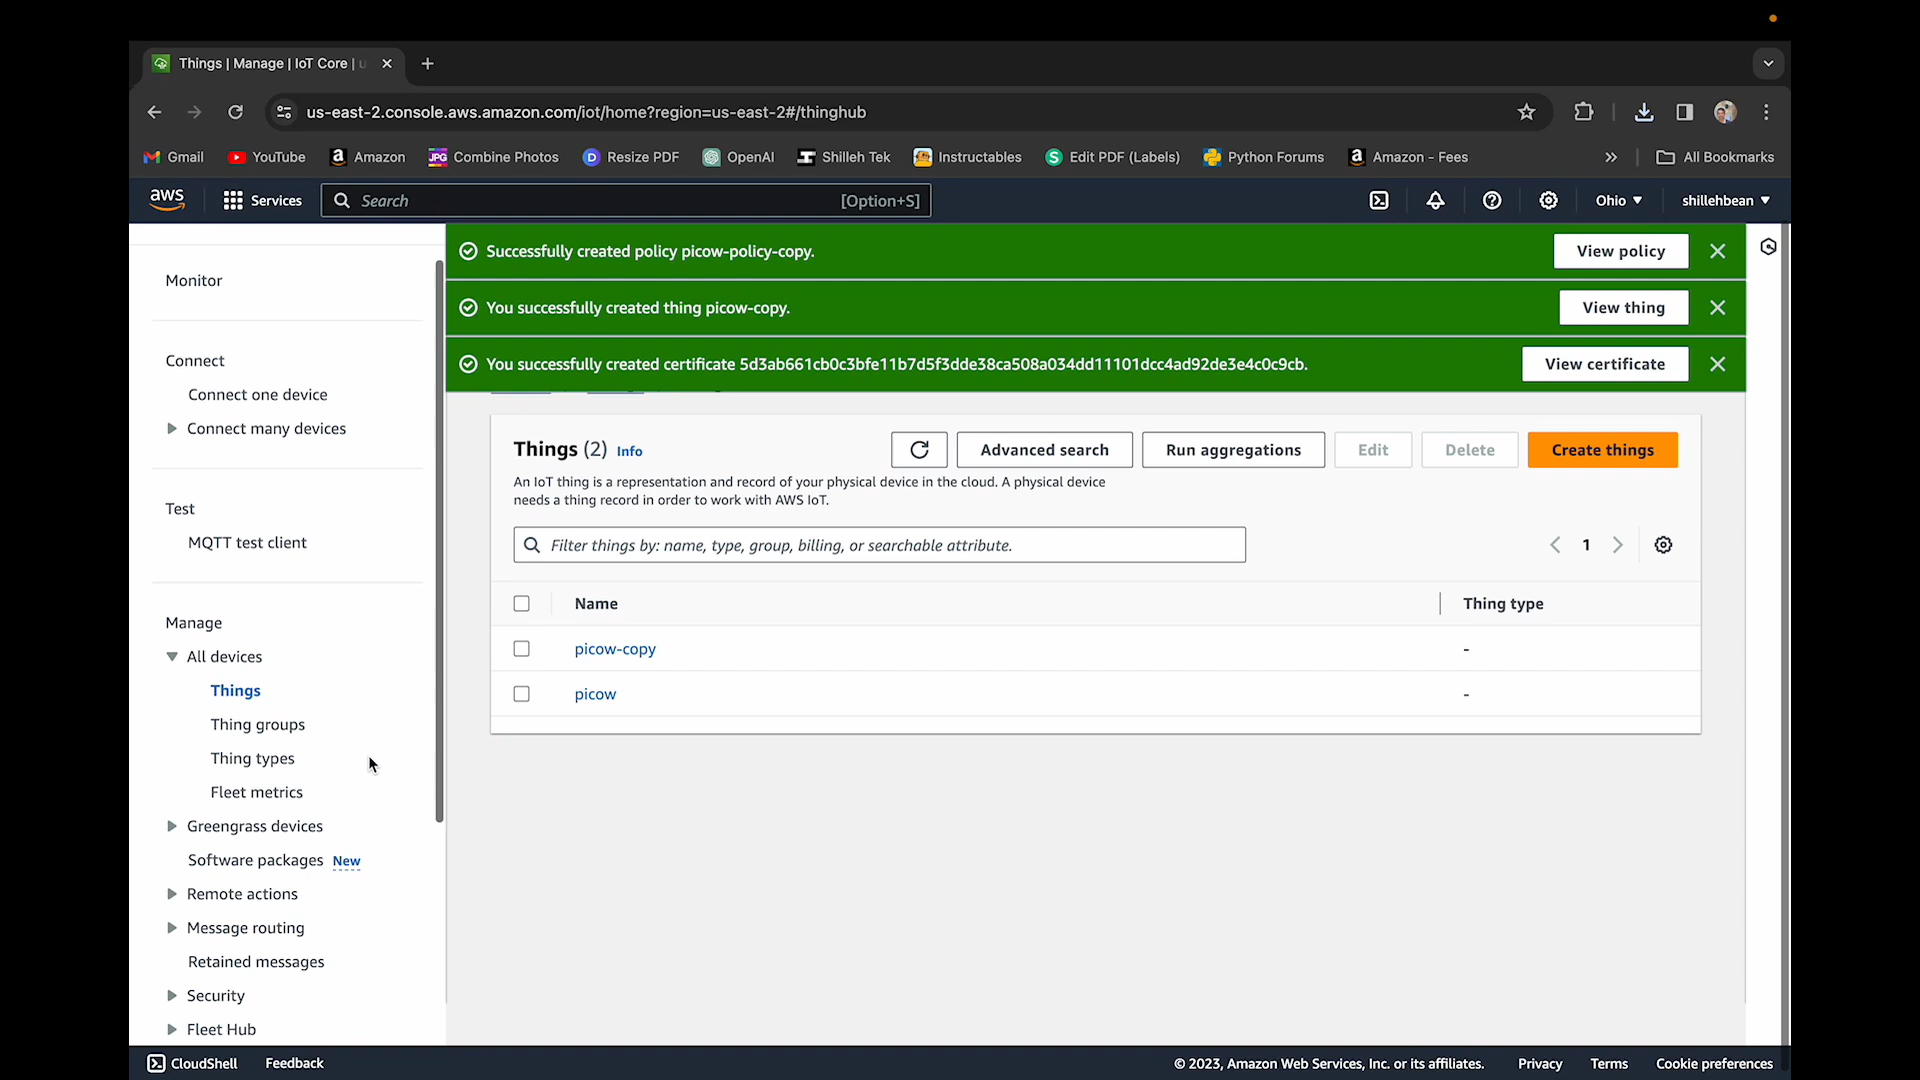 Things | Manage | IoT Core | u
us-east-2.console.aws.amazon.com/iot/home?region=us-east-2#/thinghub
Gmail
YouTube
Amazon
JPG Combine Photos
Resize PDF
OpenAI
Shilleh Tek
Instructables
Edit PDF (Labels)
Python Forums
Amazon - Fees
All Bookmarks
aws
Services
Search
[Option+S]
Ohio
shillehbean
Monitor
Connect
Connect one device
Connect many devices
Test
MQTT test client
Manage
All devices
Things
Thing groups
Thing types
Fleet metrics
Greengrass devices
Software packages New
Remote actions
Message routing
Retained messages
Security
Fleet Hub
Successfully created policy picow-policy-copy.
View policy
You successfully created thing picow-copy.
View thing
You successfully created certificate 5d3ab661cb0c3bfe11b7d5f3dde38ca508a034dd11101dcc4ad92de3e4c0c9cb.
View certificate
Things (2) Info
Advanced search
Run aggregations
Edit
Delete
Create things
An IoT thing is a representation and record of your physical device in the cloud. A physical device
needs a thing record in order to work with AWS IoT.
Filter things by: name, type, group, billing, or searchable attribute.
1
Name
Thing type
picow-copy
-
picow
-
CloudShell
Feedback
© 2023, Amazon Web Services, Inc. or its affiliates.
Privacy
Terms
Cookie preferences